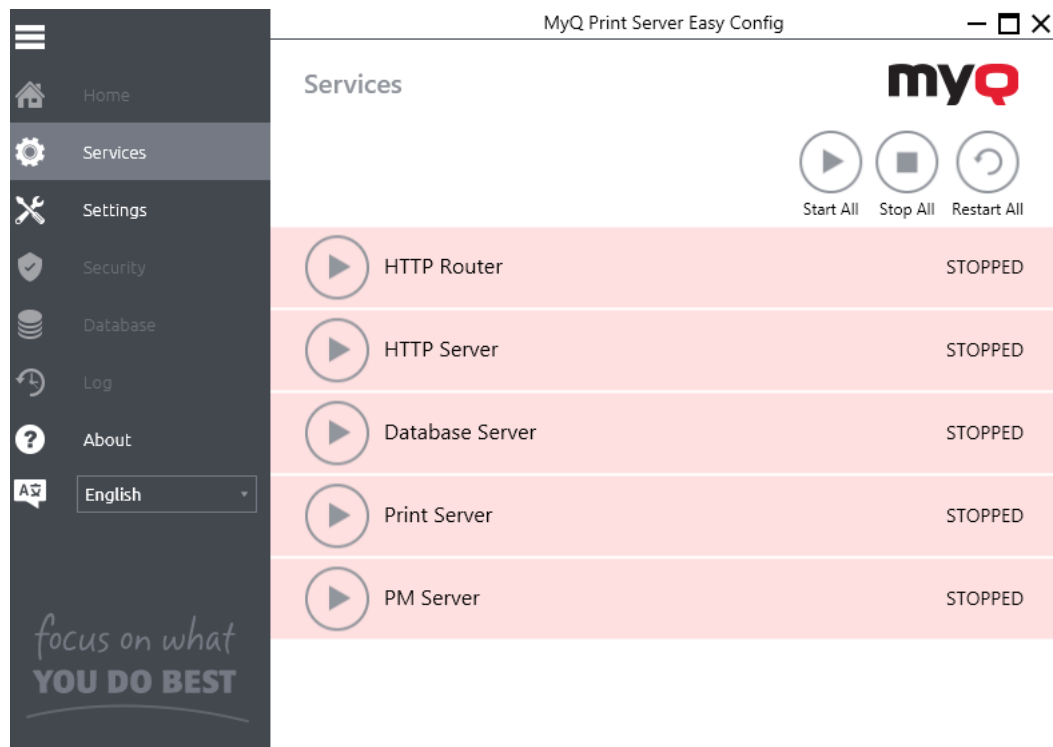 MyQ Print Server Easy Config
Home
Services
Settings
Security
Database
Log
About
A
English
focus on what
YOU DO BEST
Services
myQ
Start All Stop All Restart All
HTTP Router STOPPED
HTTP Server STOPPED
Database Server STOPPED
Print Server STOPPED
PM Server STOPPED